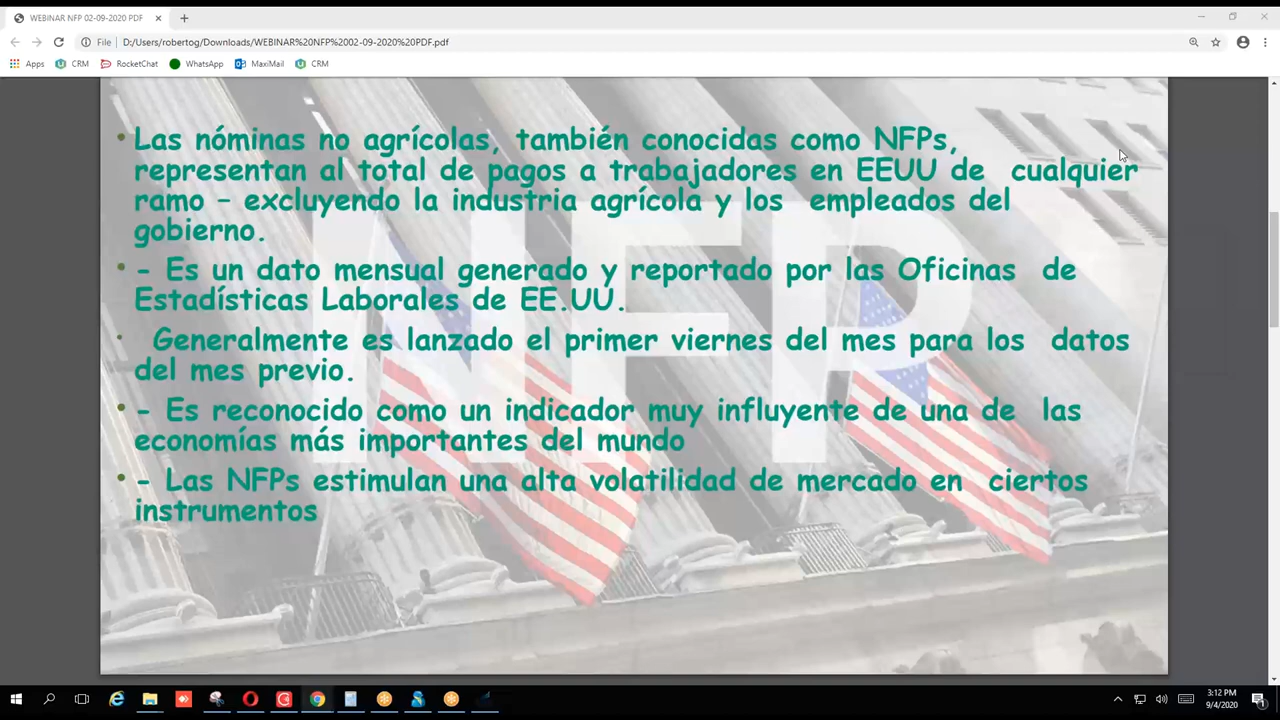 WEBINAR NFP 02-09-2020 PDF
File D:/Users/robertog/Downloads/WEBINAR%20NFP%2002-09-2020%20PDF.pdf
Apps CRM RocketChat WhatsApp MaxiMail CRM
NFP
• Las nóminas no agrícolas, también conocidas como NFPs,
representan al total de pagos a trabajadores en EEUU de cualquier
ramo – excluyendo la industria agrícola y los empleados del
gobierno.
• - Es un dato mensual generado y reportado por las Oficinas de
Estadísticas Laborales de EE.UU.
• Generalmente es lanzado el primer viernes del mes para los datos
del mes previo.
• - Es reconocido como un indicador muy influyente de una de las
economías más importantes del mundo
• - Las NFPs estimulan una alta volatilidad de mercado en ciertos
instrumentos
3:12 PM
9/4/2020